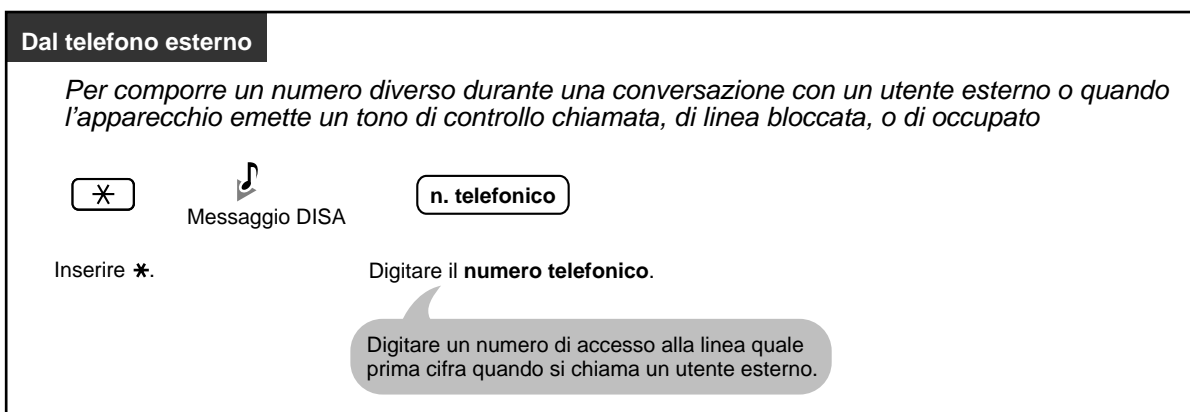 Dal telefono esterno
Per comporre un numero diverso durante una conversazione con un utente esterno o quando
l'apparecchio emette un tono di controllo chiamata, di linea bloccata, o di occupato
n. telefonico
Messaggio DISA
Inserire *.
Digitare il numero telefonico.
Digitare un numero di accesso alla linea quale
prima cifra quando si chiama un utente esterno.